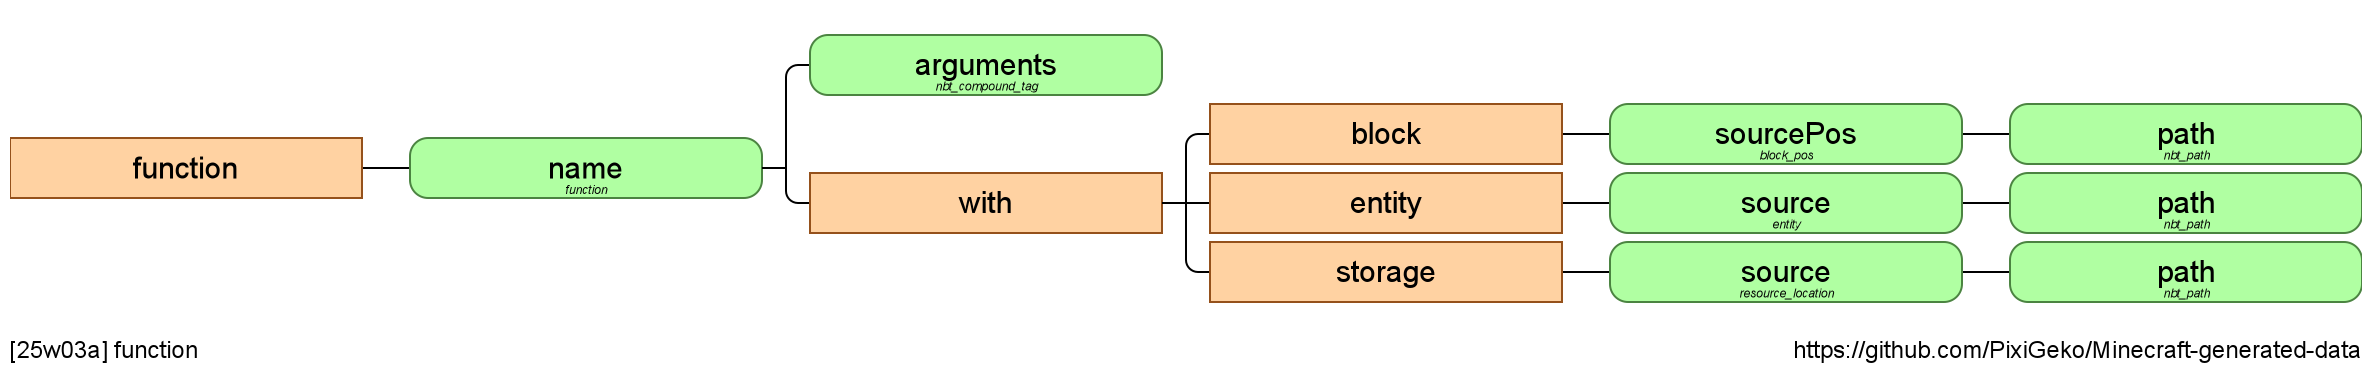 arguments
nbt_compound_tag
block
sourcePos
block_pos
path
nbt_path
function
name
function
with
entity
source
entity
path
nbt_path
storage
source
resource_location
path
nbt_path
[25w03a] function
https://github.com/PixiGeko/Minecraft-generated-data